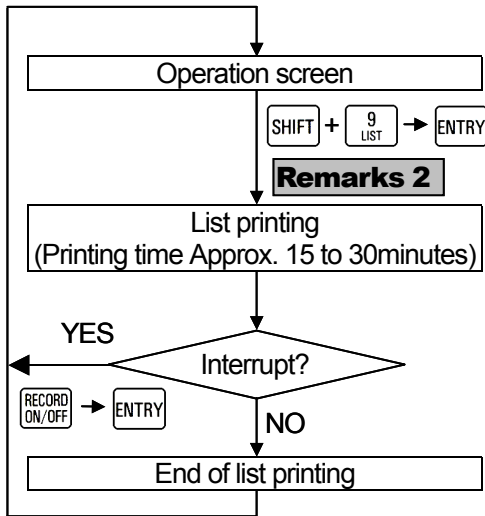 Operation screen
SHIFT + 9 LIST → ENTRY
Remarks 2
List printing
(Printing time Approx. 15 to 30minutes)
YES
Interrupt?
RECORD ON/OFF → ENTRY
NO
End of list printing